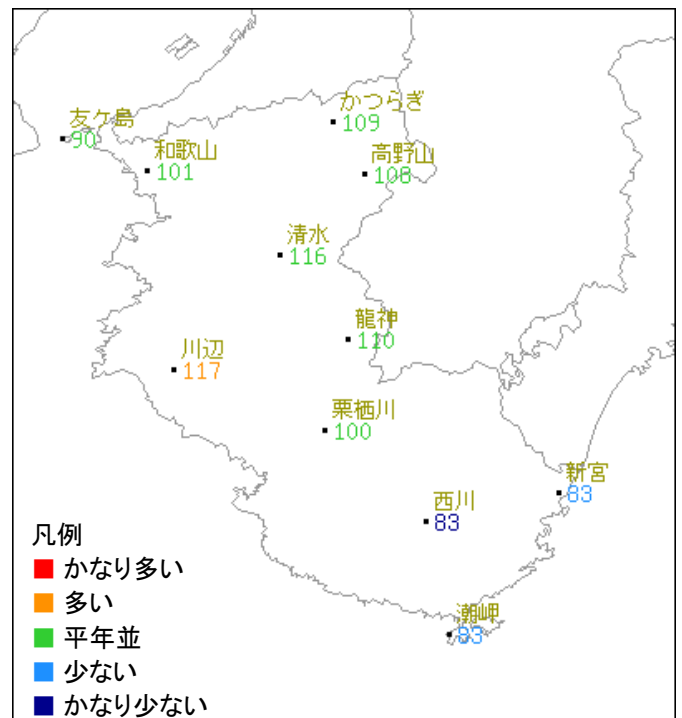 かつらぎ
109
友ケ島
90
和歌山
101
高野山
108
清水
116
龍神
110
川辺
117
栗栖川
100
新宮
83
西川
83
潮岬
83
凡例
かなり多い
多い
平年並
少ない
かなり少ない